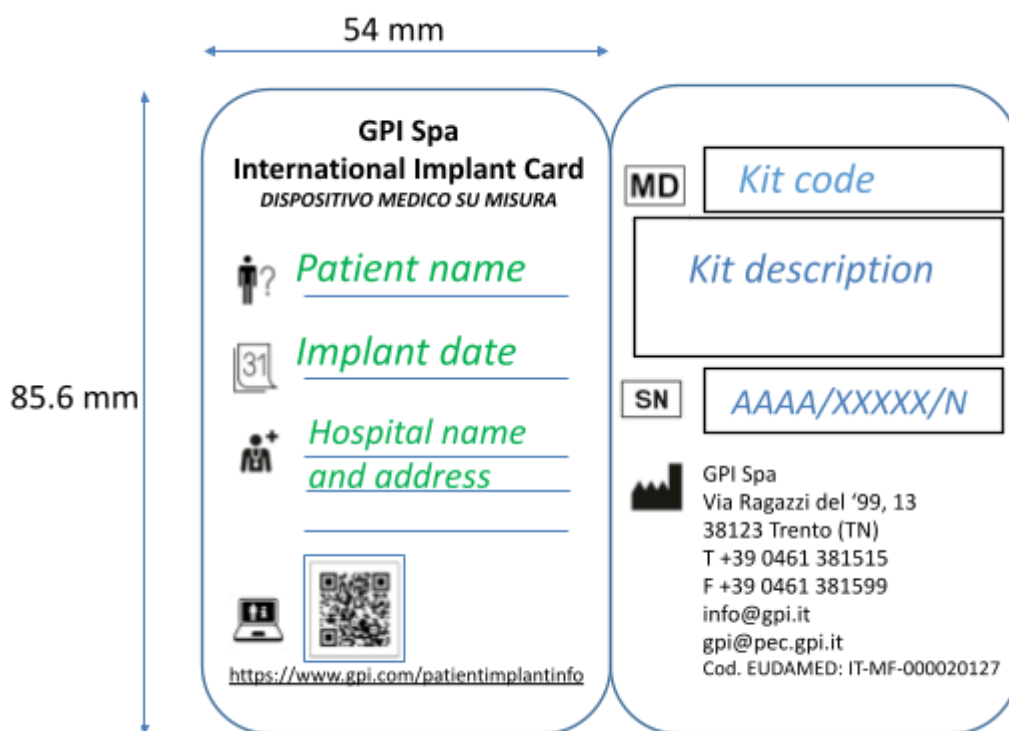 54 mm
85.6 mm
GPI Spa
International Implant Card
DISPOSITIVO MEDICO SU MISURA
?
Patient name
31
Implant date
Hospital name
and address
https://www.gpi.com/patientimplantinfo
MD
Kit code
Kit description
SN
AAAA/XXXXX/N
GPI Spa
Via Ragazzi del ‘99, 13
38123 Trento (TN)
T +39 0461 381515
F +39 0461 381599
info@gpi.it
gpi@pec.gpi.it
Cod. EUDAMED: IT-MF-000020127